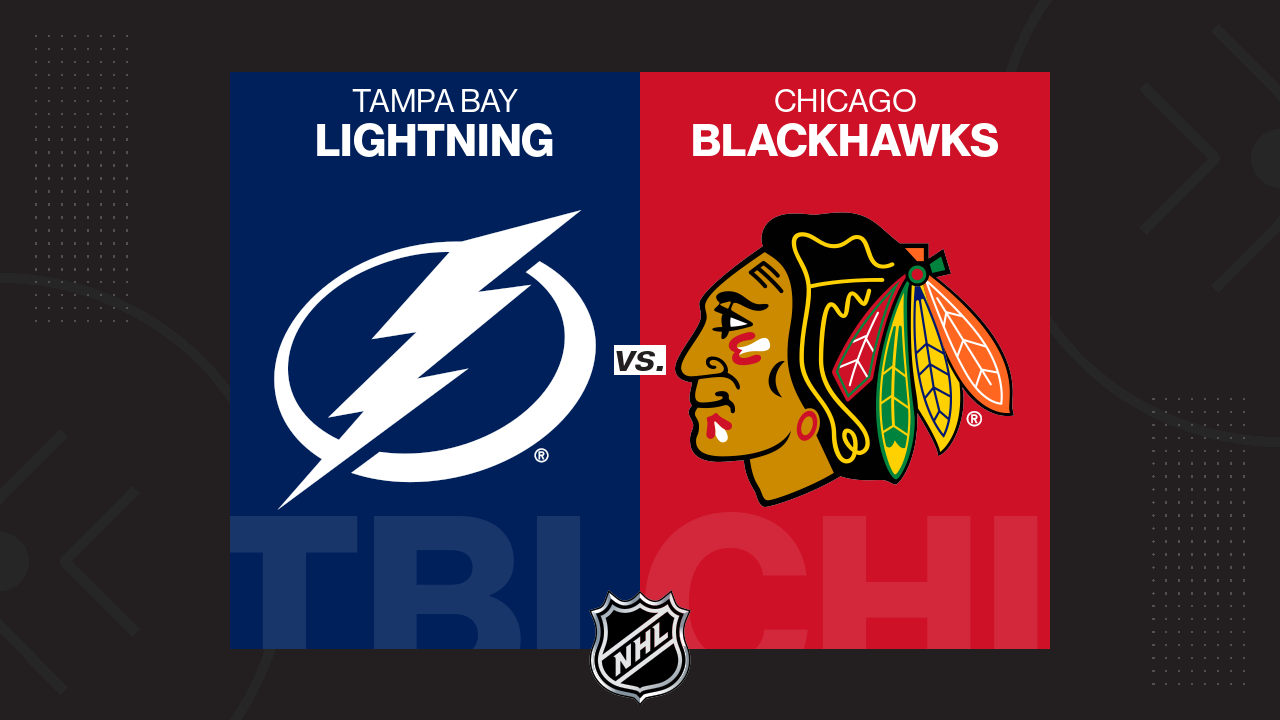 TAMPA BAY
LIGHTNING
CHICAGO
BLACKHAWKS
®
vs.
®
TBL
CHI
NHL